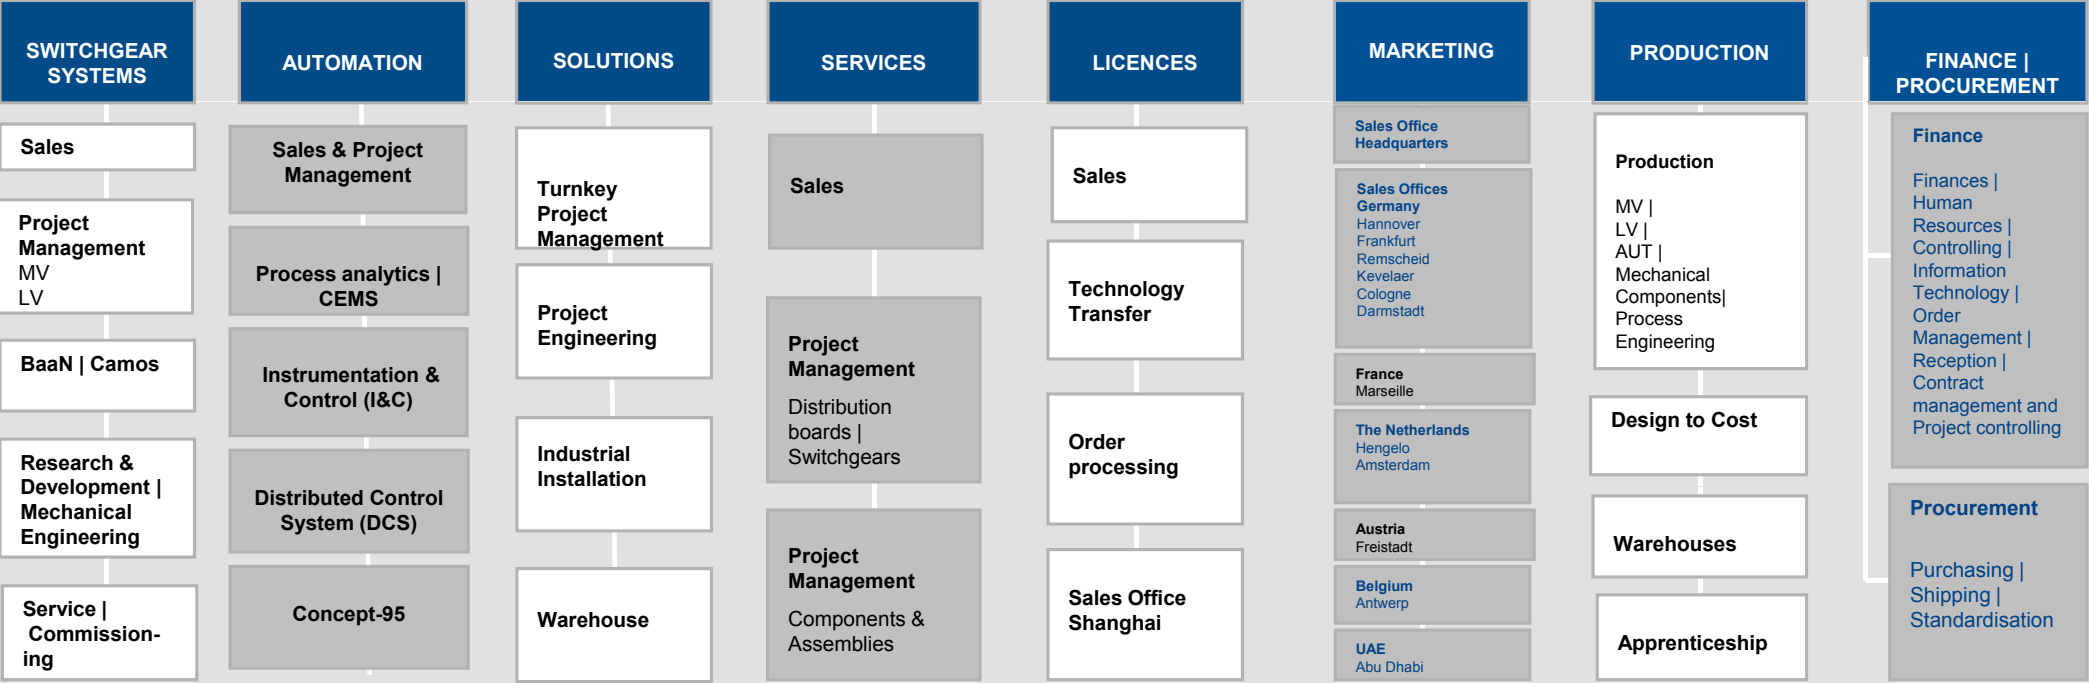 SWITCHGEAR
SYSTEMS
Sales
Project
Management
MV
LV
BaaN | Camos
Research &
Development |
Mechanical
Engineering
Service |
Commission-
ing
AUTOMATION
Sales & Project
Management
Process analytics |
CEMS
Instrumentation &
Control (I&C)
Distributed Control
System (DCS)
Concept-95
SOLUTIONS
Turnkey
Project
Management
Project
Engineering
Industrial
Installation
Warehouse
SERVICES
Sales
Project
Management
Distribution
boards |
Switchgears
Project
Management
Components &
Assemblies
LICENCES
Sales
Technology
Transfer
Order
processing
Sales Office
Shanghai
MARKETING
Sales Office
Headquarters
Sales Offices
Germany
Hannover
Frankfurt
Remscheid
Kevelaer
Cologne
Darmstadt
France
Marseille
The Netherlands
Hengelo
Amsterdam
Austria
Freistadt
Belgium
Antwerp
UAE
Abu Dhabi
PRODUCTION
Production
MV |
LV |
AUT |
Mechanical
Components|
Process
Engineering
Design to Cost
Warehouses
Apprenticeship
FINANCE |
PROCUREMENT
Finance
Finances |
Human
Resources |
Controlling |
Information
Technology |
Order
Management |
Reception |
Contract
management and
Project controlling
Procurement
Purchasing |
Shipping |
Standardisation